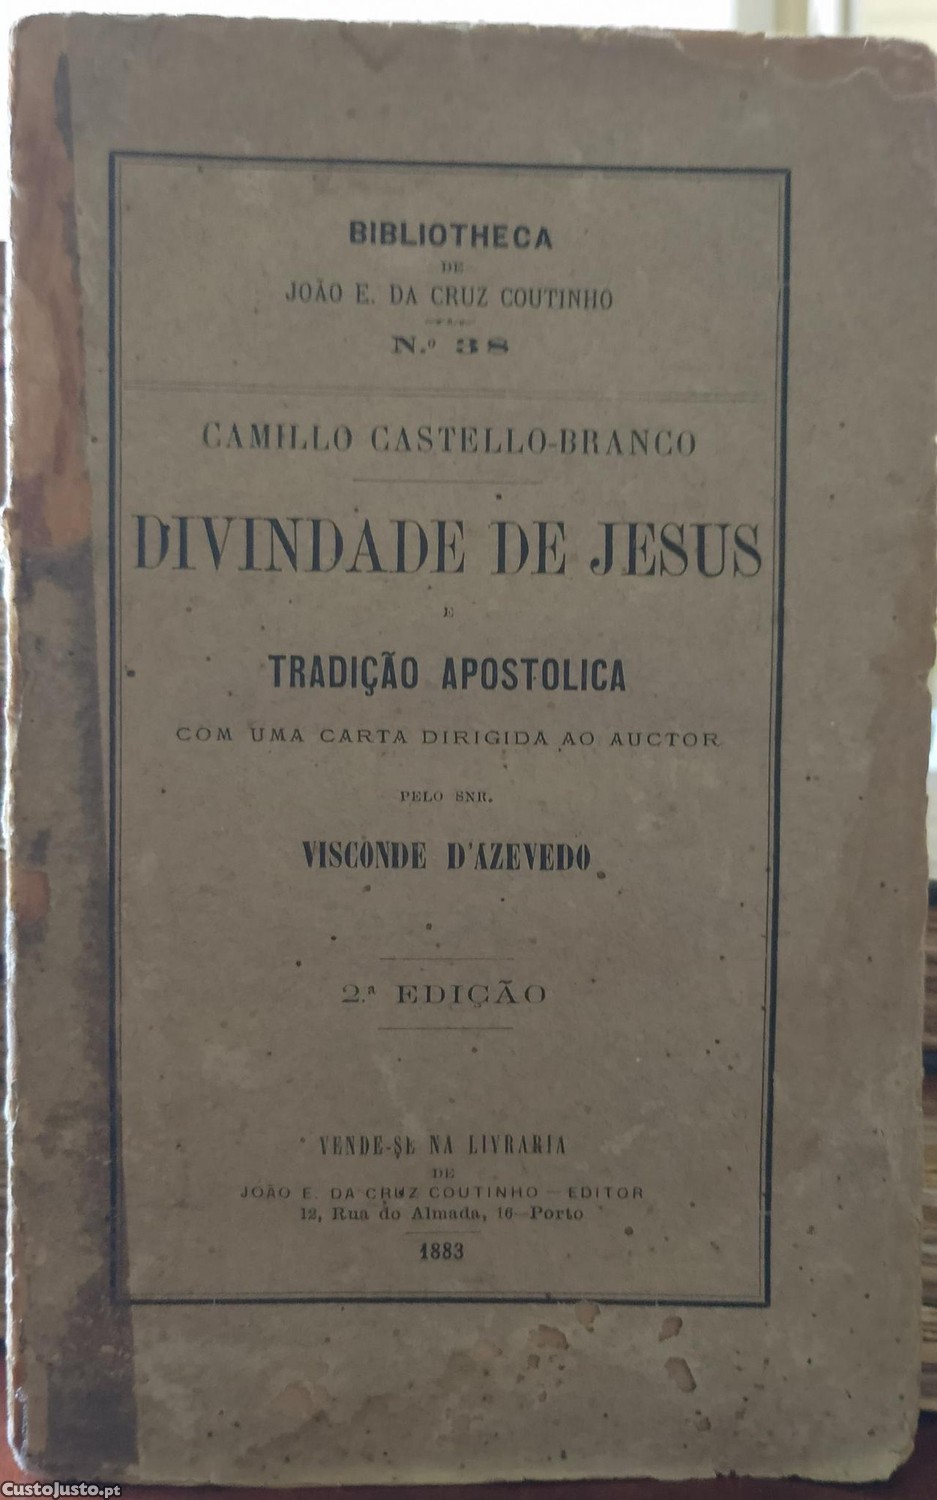 BIBLIOTHECA
DE
JOÃO E. DA CRUZ COUTINHO
N.º 38
CAMILLO CASTELLO-BRANCO
DIVINDADE DE JESUS
E
TRADIÇÃO APOSTOLICA
COM UMA CARTA DIRIGIDA AO AUCTOR
PELO SNR.
VISCONDE D'AZEVEDO
2.ª EDIÇÃO
VENDE-SE NA LIVRARIA
DE
JOÃO E. DA CRUZ COUTINHO — EDITOR
12, Rua do Almada, 16—Porto
1883
CustoJusto.pt